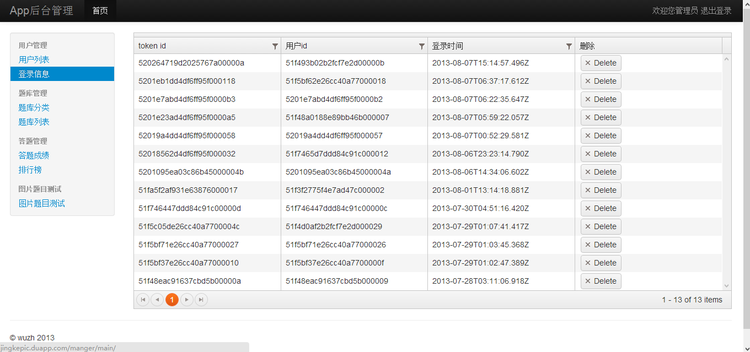 App后台管理 首页 欢迎您管理员 退出登录
用户管理
用户列表
登录信息
题库管理
题库分类
题库列表
答题管理
答题成绩
排行榜
图片题目测试
图片题目测试
token id 用户id 登录时间 删除
520264719d2025767a00000a 51f493b02b2fcf7e2d00000b 2013-08-07T15:14:57.496Z × Delete
5201eb1dd4df6ff95f000118 51f5bf62e26cc40a77000018 2013-08-07T06:37:17.612Z × Delete
5201e7abd4df6ff95f0000b3 5201e7abd4df6ff95f0000b2 2013-08-07T06:22:35.647Z × Delete
5201e23ad4df6ff95f0000a5 51f48a0188e89bb46b000007 2013-08-07T05:59:22.057Z × Delete
52019a4dd4df6ff95f000058 52019a4dd4df6ff95f000057 2013-08-07T00:52:29.581Z × Delete
52018562d4df6ff95f000032 51f7465d7ddd84c91c000012 2013-08-06T23:23:14.790Z × Delete
5201095ea03c86b45000004b 5201095ea03c86b45000004a 2013-08-06T14:34:06.602Z × Delete
51fa5f2af931e63876000017 51f3f2775f4e7ad47c000002 2013-08-01T13:14:18.881Z × Delete
51f746447ddd84c91c00000d 51f746447ddd84c91c00000c 2013-07-30T04:51:16.420Z × Delete
51f5c05de26cc40a7700004c 51f4d0af2b2fcf7e2d000029 2013-07-29T01:07:41.417Z × Delete
51f5bf71e26cc40a77000027 51f5bf71e26cc40a77000026 2013-07-29T01:03:45.368Z × Delete
51f5bf37e26cc40a77000010 51f5bf37e26cc40a7700000f 2013-07-29T01:02:47.389Z × Delete
51f48eac91637cbd5b00000a 51f48eac91637cbd5b000009 2013-07-28T03:11:06.918Z × Delete
1 1 - 13 of 13 items
© wuzh 2013
jingkepic.duapp.com/manger/main/